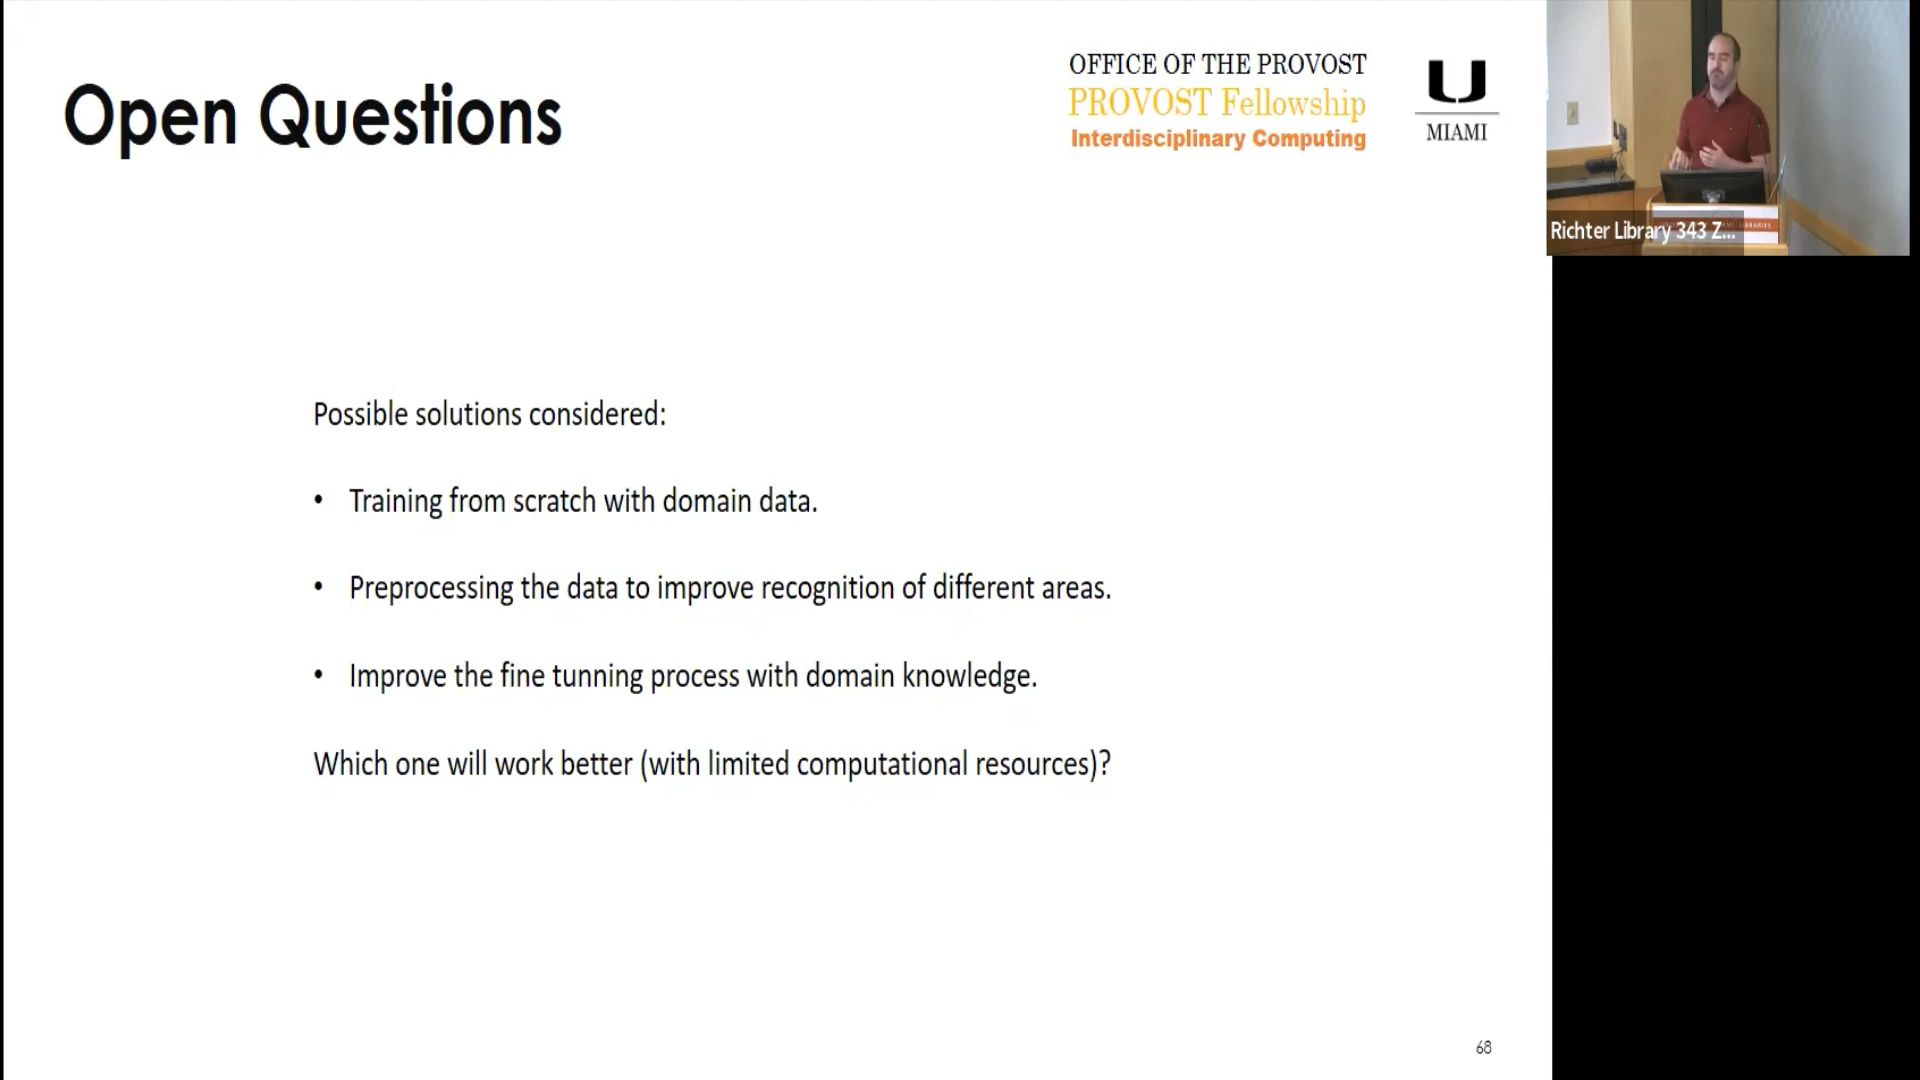 Open Questions
OFFICE OF THE PROVOST
PROVOST Fellowship
Interdisciplinary Computing
MIAMI
Richter Library 343 Z...
LIBRARIES
Possible solutions considered:
• Training from scratch with domain data.
• Preprocessing the data to improve recognition of different areas.
• Improve the fine tunning process with domain knowledge.
Which one will work better (with limited computational resources)?
68